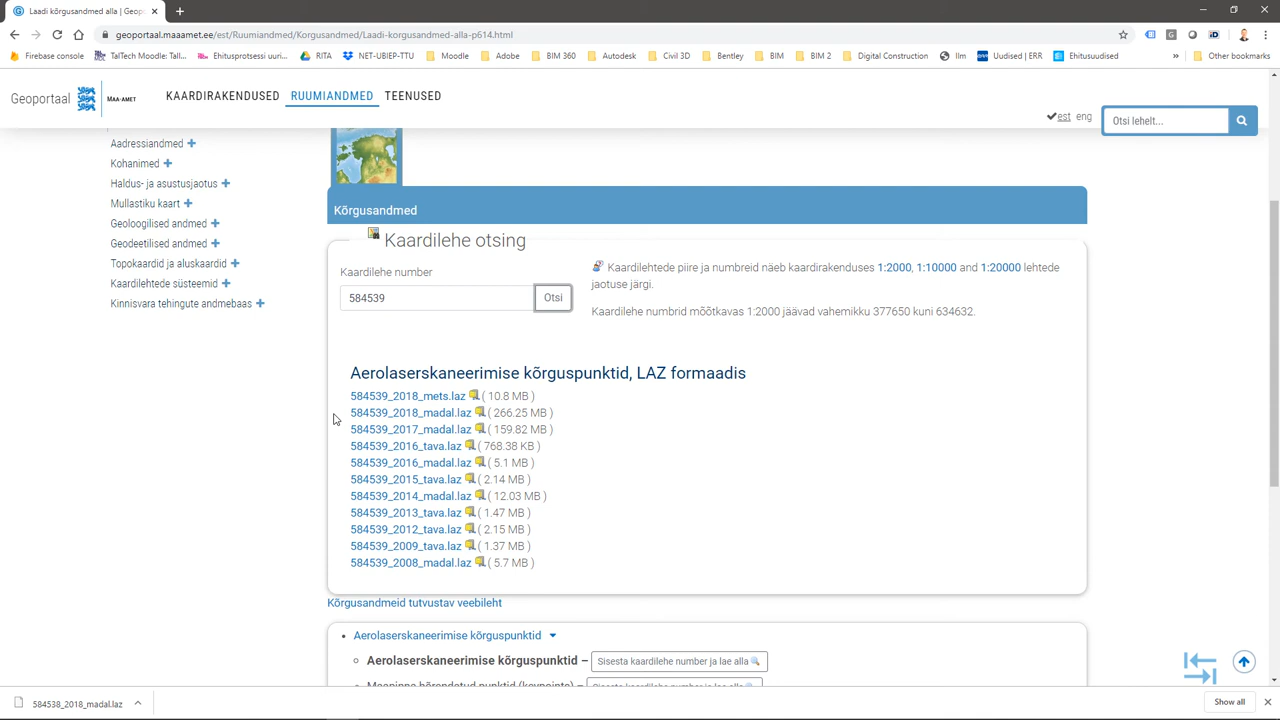 Laadi kõrgusandmed alla | Geop
geoportaal.maaamet.ee/est/Ruumiandmed/Korgusandmed/Laadi-korgusandmed-alla-p614.html
Firebase console
TalTech Moodle: Tall...
Ehitusprotsessi uuri...
RITA
NET-UBIEP-TTU
Moodle
Adobe
BIM 360
Autodesk
Civil 3D
Bentley
BIM
BIM 2
Digital Construction
Ilm
Uudised | ERR
Ehitusuudised
»
Other bookmarks
Geoportaal
MAA-AMET
KAARDIRAKENDUSED
RUUMIANDMED
TEENUSED
est eng
Otsi lehelt...
Aadressiandmed
Kohanimed
Haldus- ja asustusjaotus
Mullastiku kaart
Geoloogilised andmed
Geodeetilised andmed
Topokaardid ja aluskaardid
Kaardilehtede süsteemid
Kinnisvara tehingute andmebaas
Kõrgusandmed
Kaardilehe otsing
Kaardilehe number
584539
Otsi
Kaardilehtede piire ja numbreid näeb kaardirakenduses 1:2000, 1:10000 and 1:20000 lehtede
jaotuse järgi.
Kaardilehe numbrid mõõtkavas 1:2000 jäävad vahemikku 377650 kuni 634632.
Aerolaserskaneerimise kõrguspunktid, LAZ formaadis
584539_2018_mets.laz ( 10.8 MB )
584539_2018_madal.laz ( 266.25 MB )
584539_2017_madal.laz ( 159.82 MB )
584539_2016_tava.laz ( 768.38 KB )
584539_2016_madal.laz ( 5.1 MB )
584539_2015_tava.laz ( 2.14 MB )
584539_2014_madal.laz ( 12.03 MB )
584539_2013_tava.laz ( 1.47 MB )
584539_2012_tava.laz ( 2.15 MB )
584539_2009_tava.laz ( 1.37 MB )
584539_2008_madal.laz ( 5.7 MB )
Kõrgusandmeid tutvustav veebileht
Aerolaserskaneerimise kõrguspunktid
Aerolaserskaneerimise kõrguspunktid – Sisesta kaardilehe number ja lae alla
584538_2018_madal.laz
Show all